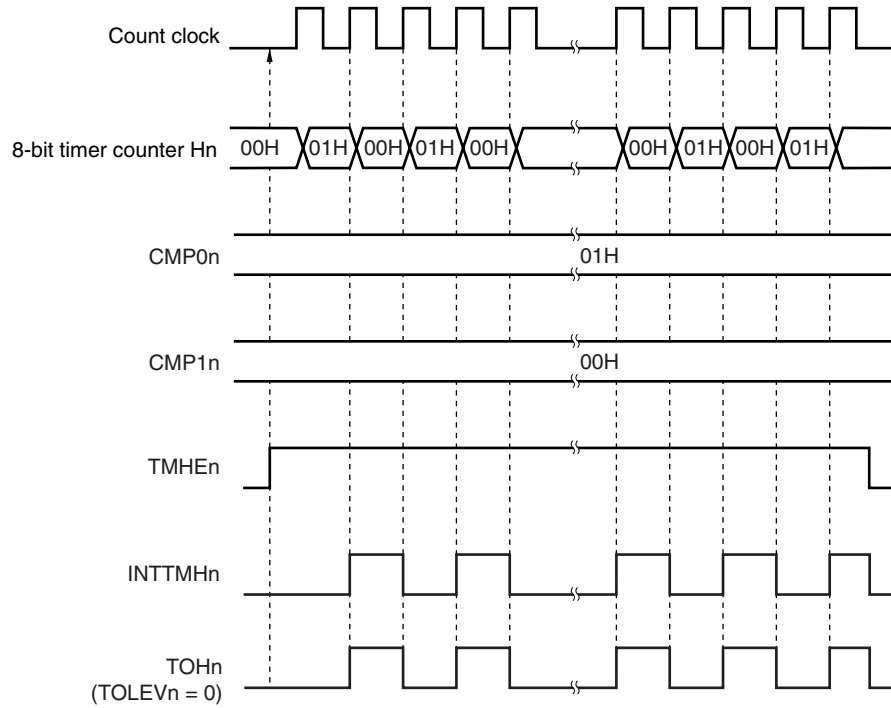 Count clock
8-bit timer counter Hn
00H 01H 00H 01H 00H 00H 01H 00H 01H
CMP0n
01H
CMP1n
00H
TMHEn
INTTMHn
TOHn
(TOLEVn = 0)